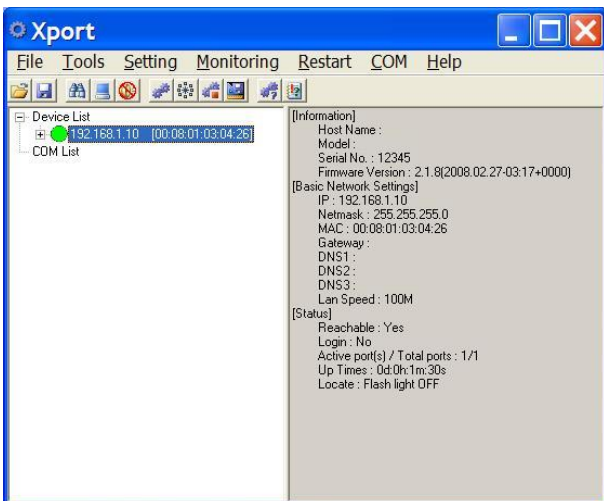 Xport
File Tools Setting Monitoring Restart COM Help
Device List
192.168.1.10 [00:08:01:03:04:26]
COM List
[Information]
Host Name :
Model :
Serial No. : 12345
Firmware Version : 2.1.8(2008.02.27-03:17+0000)
[Basic Network Settings]
IP : 192.168.1.10
Netmask : 255.255.255.0
MAC : 00:08:01:03:04:26
Gateway :
DNS1 :
DNS2 :
DNS3 :
Lan Speed : 100M
[Status]
Reachable : Yes
Login : No
Active port(s) / Total ports : 1/1
Up Times : 0d:0h:1m:30s
Locate : Flash light OFF